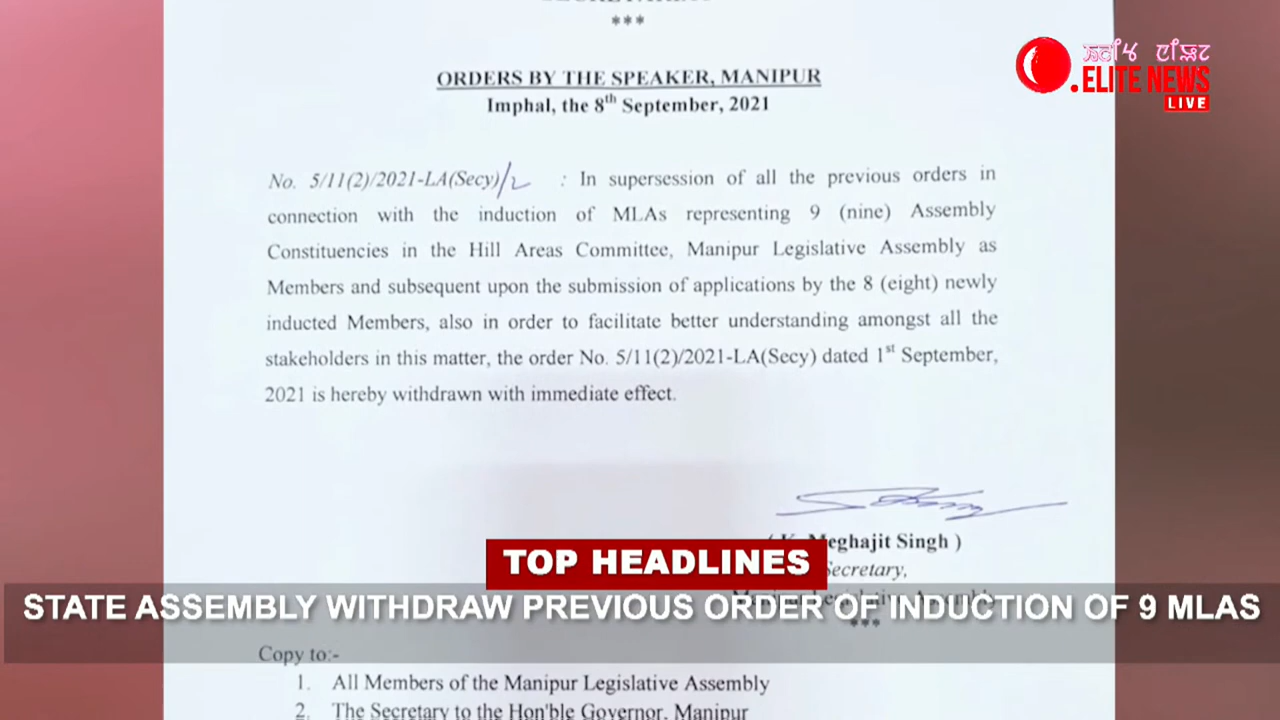 ***
ORDERS BY THE SPEAKER, MANIPUR
Imphal, the 8th September, 2021
ꯏꯂꯤꯠ
ELITE NEWS
LIVE
No. 5/11(2)/2021-LA(Secy)/2 : In supersession of all the previous orders in
connection with the induction of MLAs representing 9 (nine) Assembly
Constituencies in the Hill Areas Committee, Manipur Legislative Assembly as
Members and subsequent upon the submission of applications by the 8 (eight) newly
inducted Members, also in order to facilitate better understanding amongst all the
stakeholders in this matter, the order No. 5/11(2)/2021-LA(Secy) dated 1st September,
2021 is hereby withdrawn with immediate effect.
Meghajit Singh )
Secretary,
***
TOP HEADLINES
STATE ASSEMBLY WITHDRAW PREVIOUS ORDER OF INDUCTION OF 9 MLAS
Copy to:-
1. All Members of the Manipur Legislative Assembly
2. The Secretary to the Hon'ble Governor, Manipur